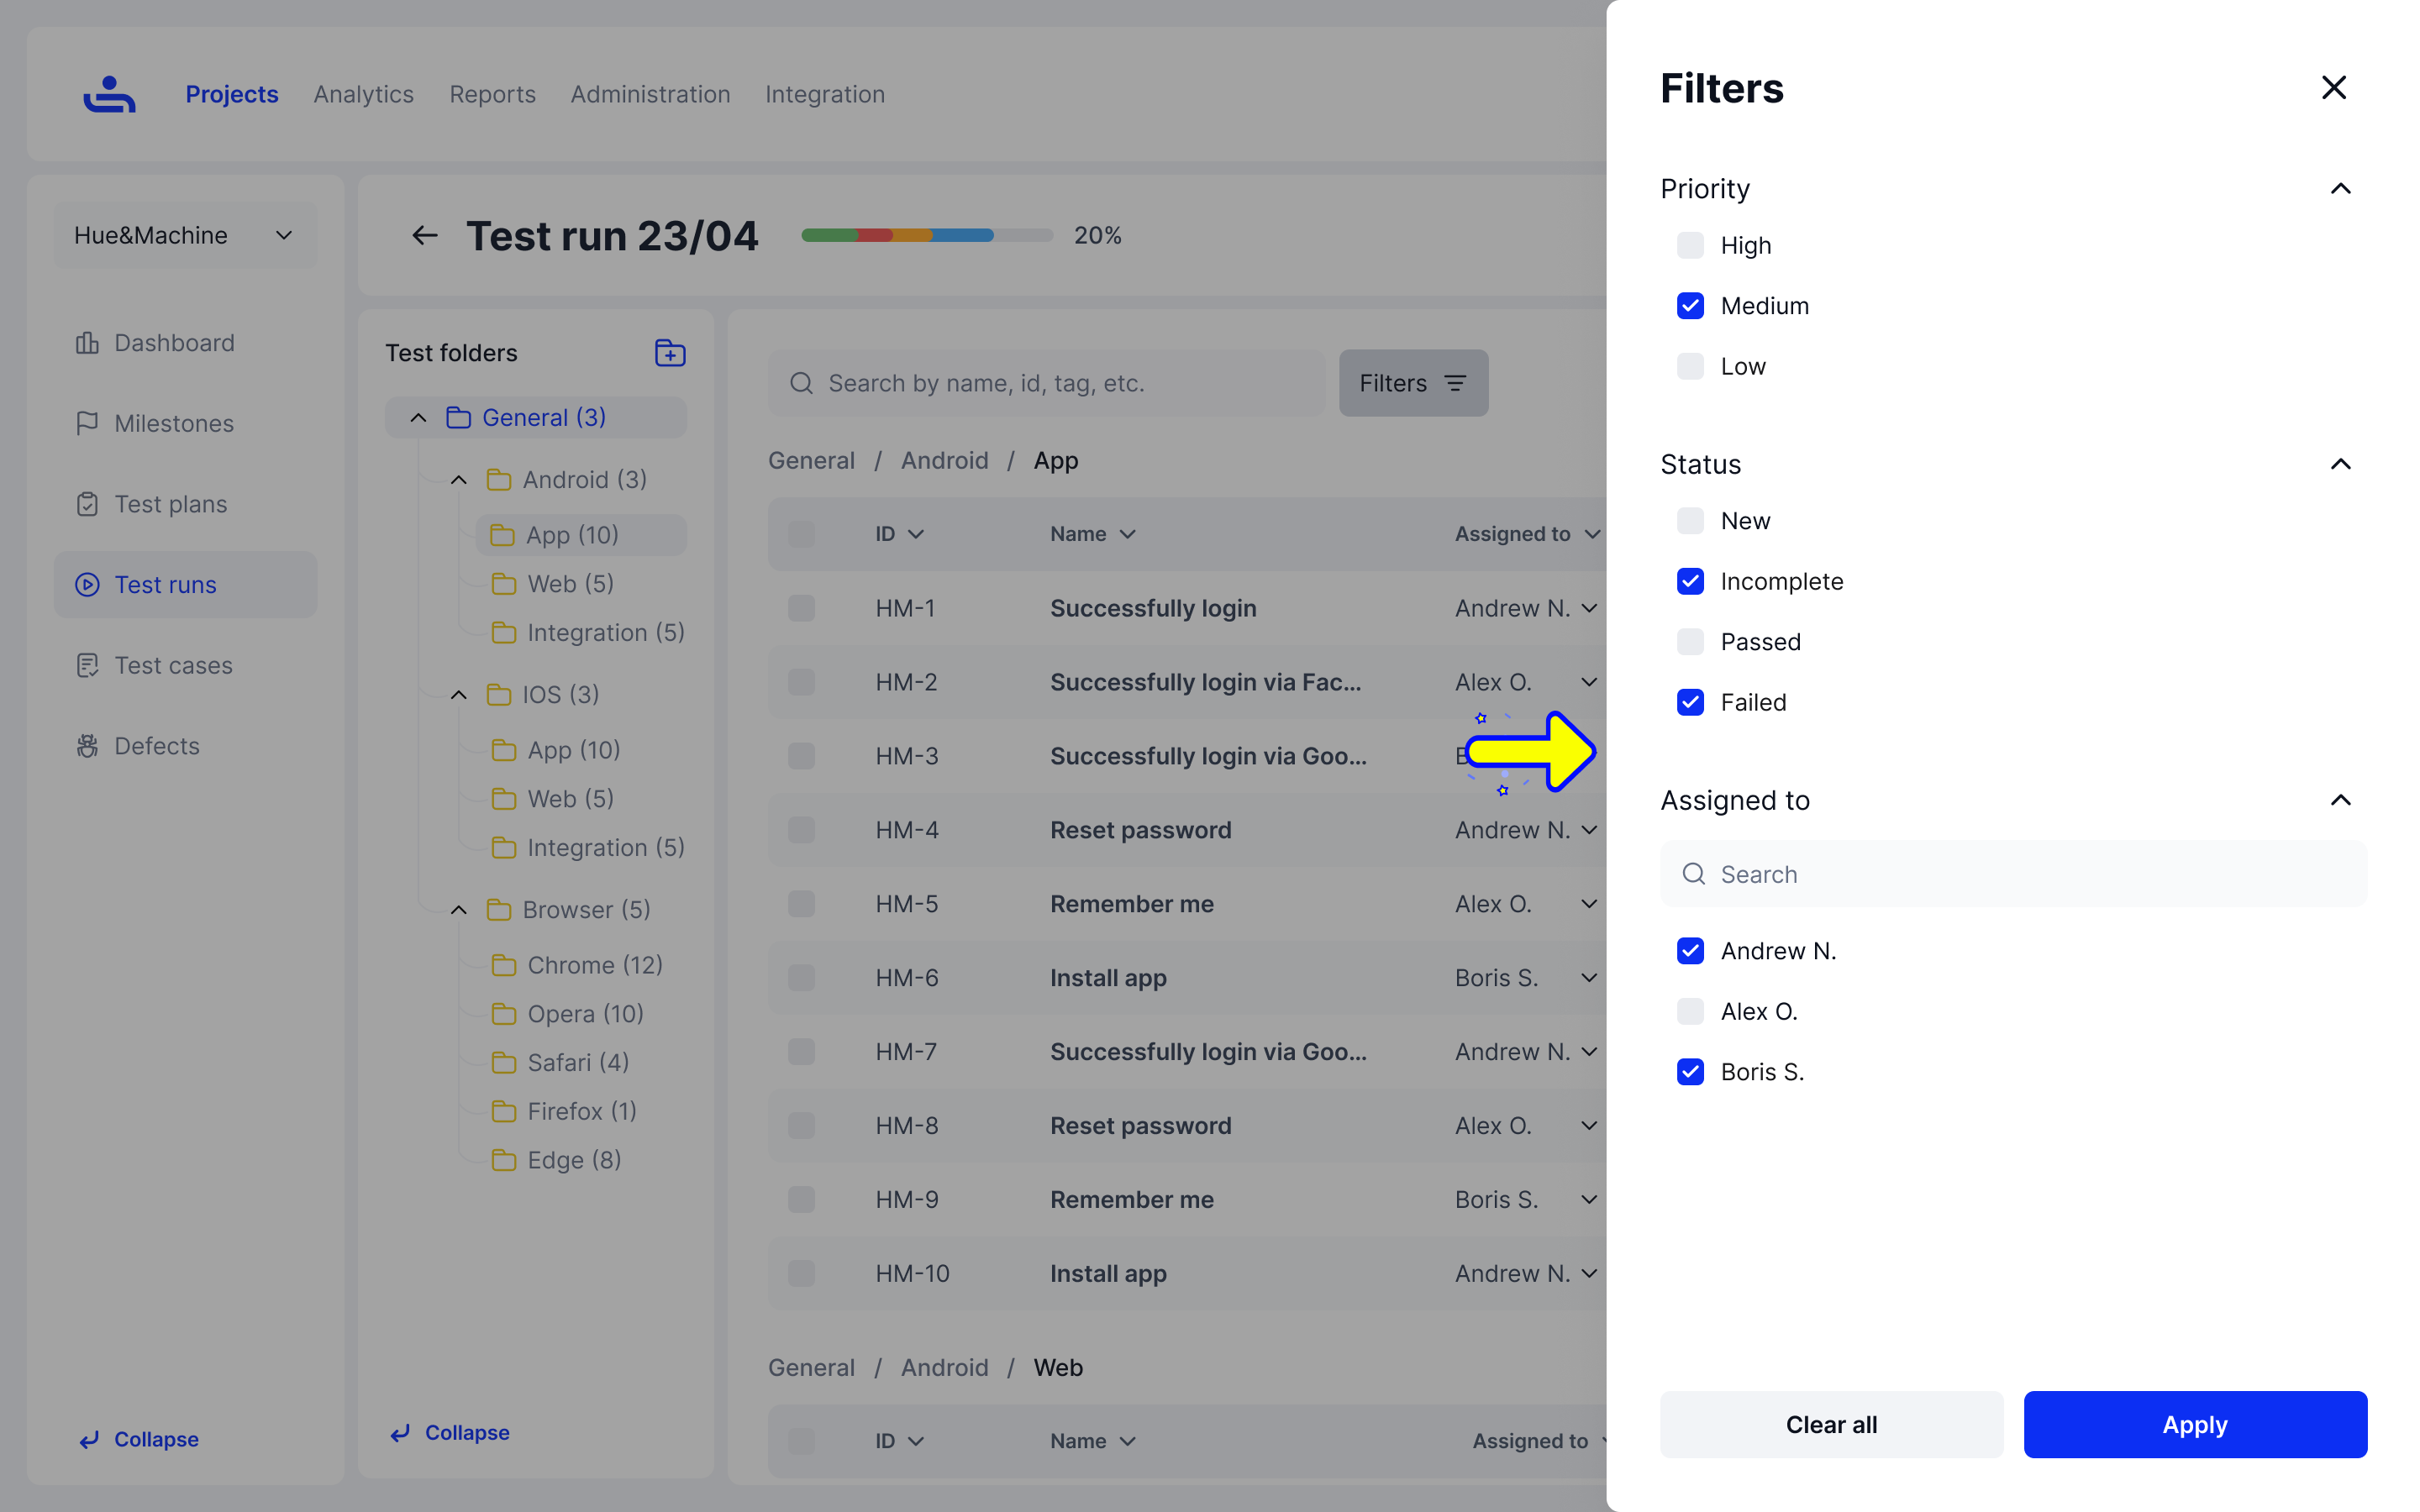 Projects Analytics Reports Administration Integration
Hue&Machine
Dashboard
Milestones
Test plans
Test runs
Test cases
Defects
Collapse
Test run 23/04 20%
Test folders
General (3)
Android (3)
App (10)
Web (5)
Integration (5)
IOS (3)
App (10)
Web (5)
Integration (5)
Browser (5)
Chrome (12)
Opera (10)
Safari (4)
Firefox (1)
Edge (8)
Collapse
Search by name, id, tag, etc. Filters
General / Android / App
ID Name Assigned to
HM-1 Successfully login Andrew N.
HM-2 Successfully login via Fac... Alex O.
HM-3 Successfully login via Goo...
HM-4 Reset password Andrew N.
HM-5 Remember me Alex O.
HM-6 Install app Boris S.
HM-7 Successfully login via Goo... Andrew N.
HM-8 Reset password Alex O.
HM-9 Remember me Boris S.
HM-10 Install app Andrew N.
General / Android / Web
ID Name Assigned to
Filters
Priority
High
Medium
Low
Status
New
Incomplete
Passed
Failed
Assigned to
Search
Andrew N.
Alex O.
Boris S.
Clear all Apply